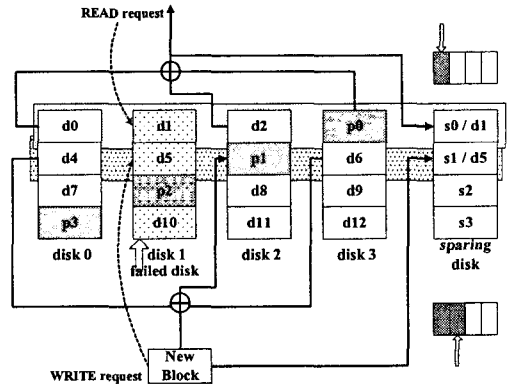 READ request
d0 d1 d2 p0 s0 / d1
d4 d5 p1 d6 s1 / d5
d7 p2 d8 d9 s2
p3 d10 d11 d12 s3
disk 0 disk 1 disk 2 disk 3 sparing
failed disk disk
WRITE request
New
Block